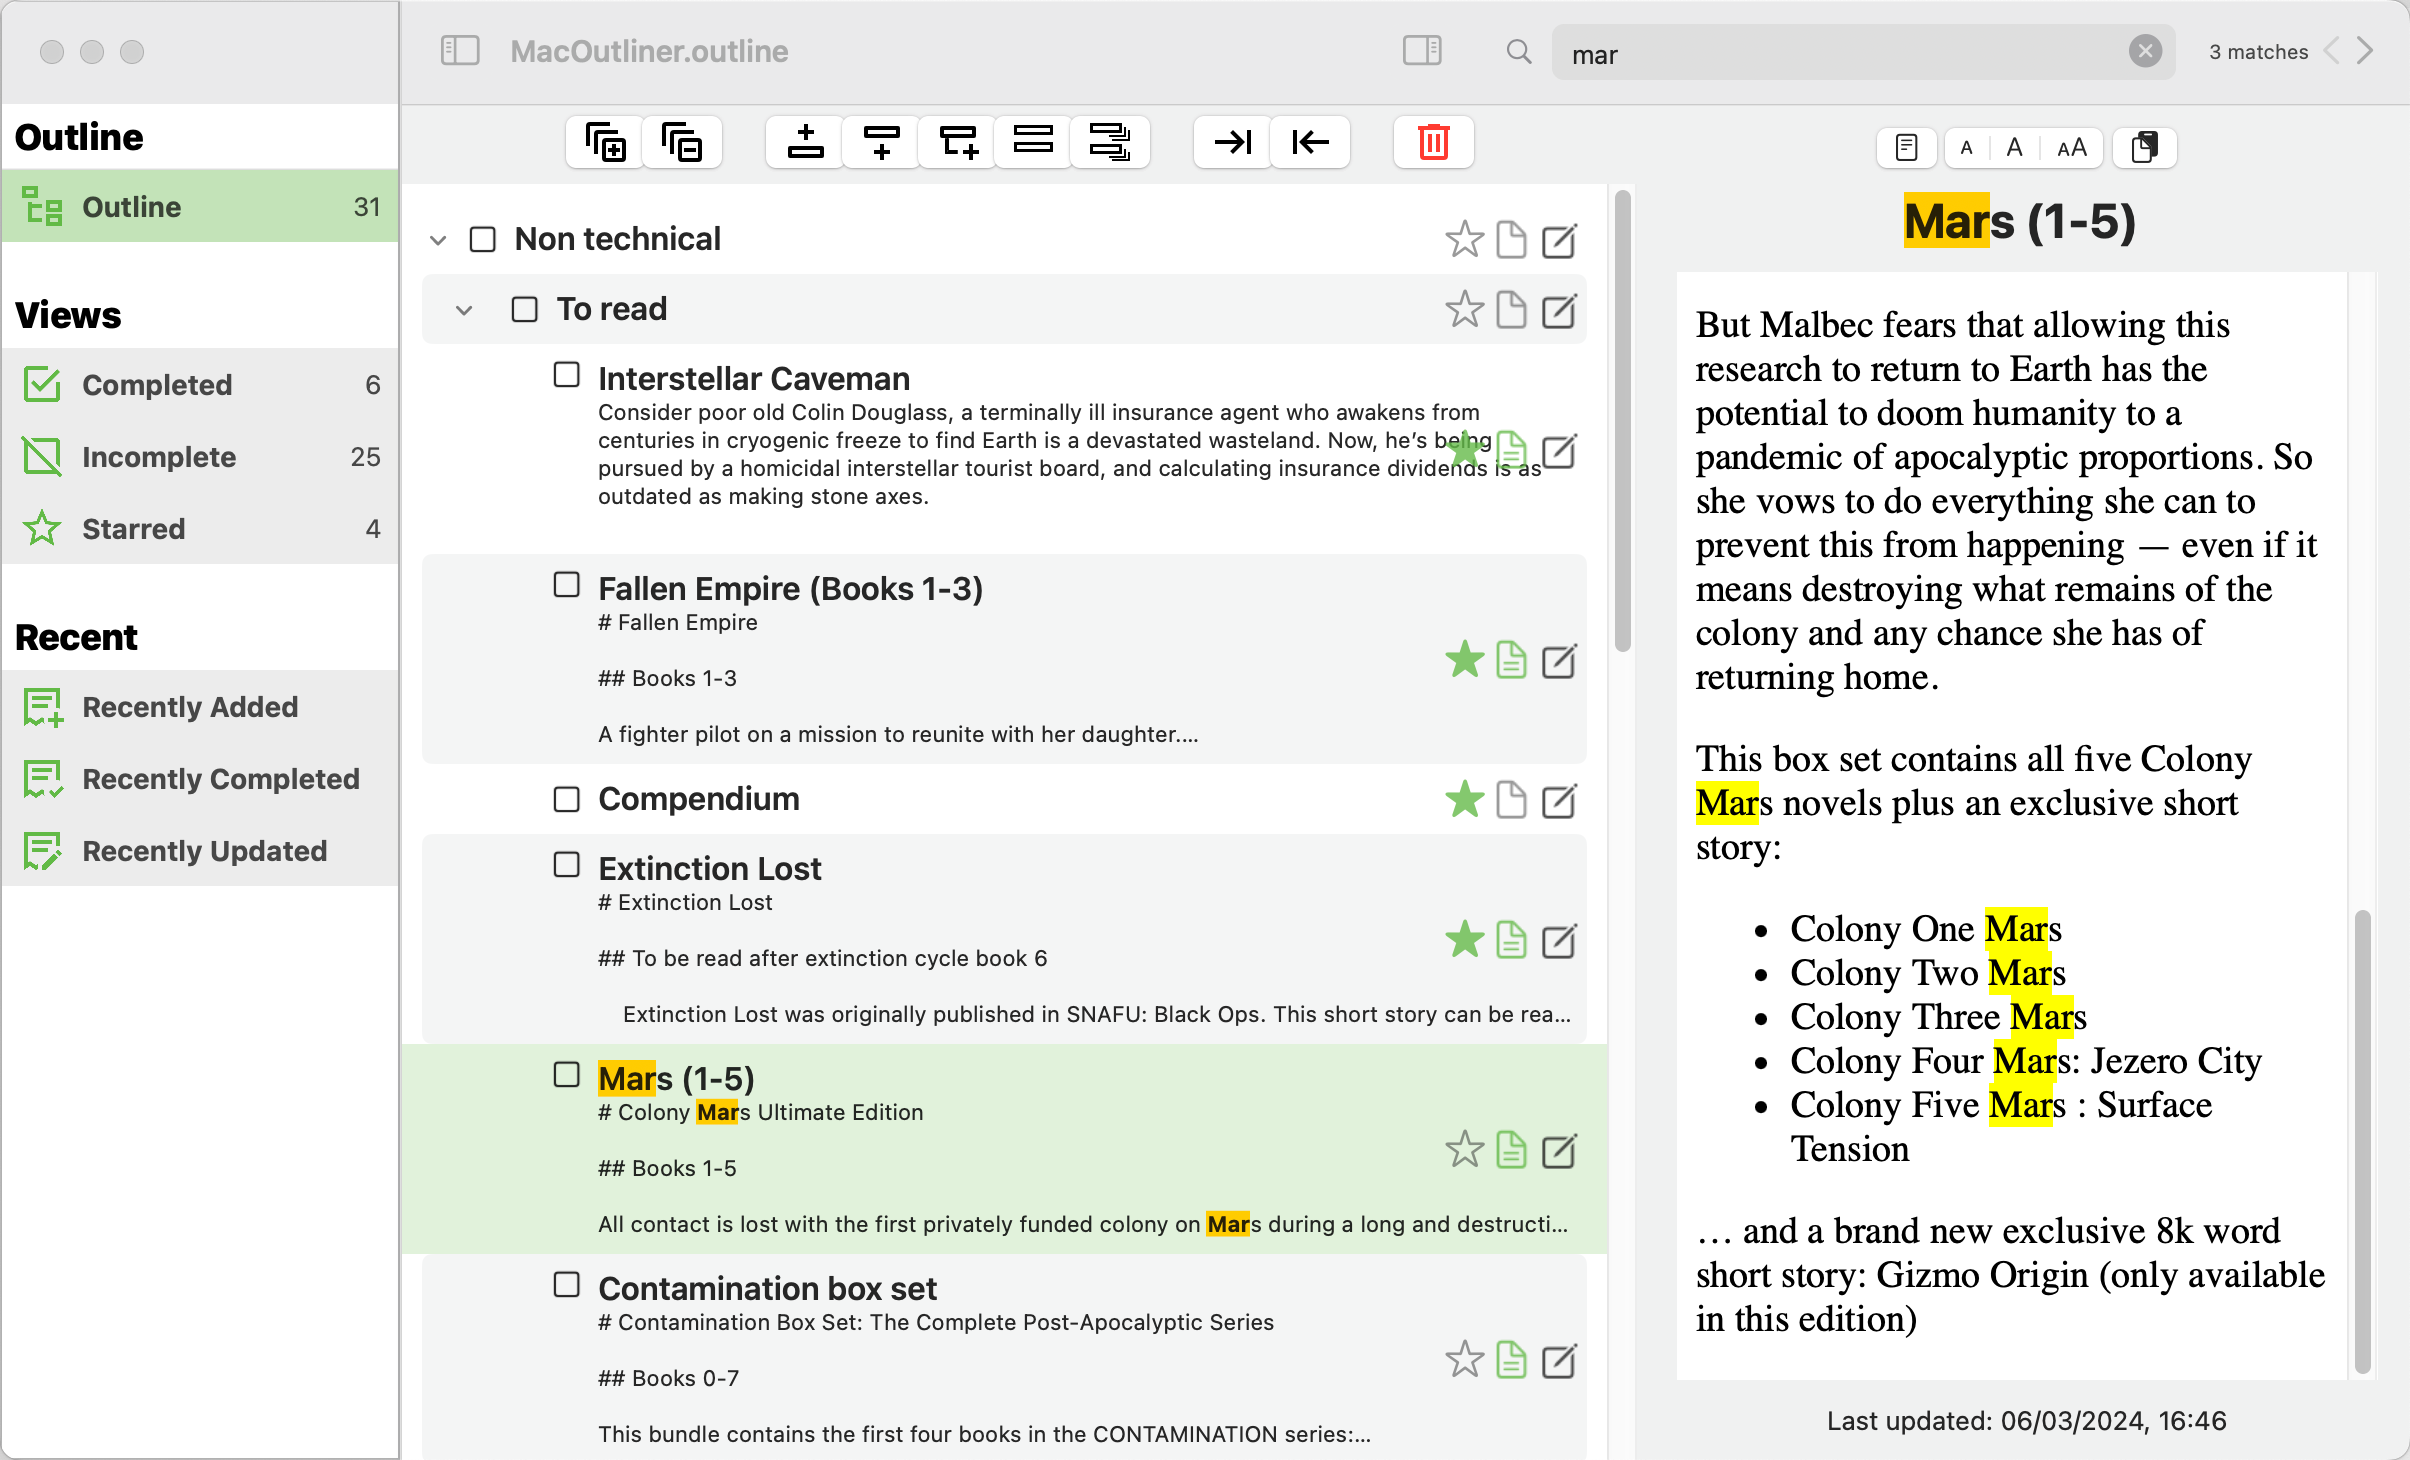 MacOutliner.outline
mar
3 matches
Outline
Outline 31
Views
Completed 6
Incomplete 25
Starred 4
Recent
Recently Added
Recently Completed
Recently Updated
Non technical
To read
Interstellar Caveman
Consider poor old Colin Douglass, a terminally ill insurance agent who awakens from
centuries in cryogenic freeze to find Earth is a devastated wasteland. Now, he’s being
pursued by a homicidal interstellar tourist board, and calculating insurance dividends is as
outdated as making stone axes.
Fallen Empire (Books 1-3)
# Fallen Empire
## Books 1-3
A fighter pilot on a mission to reunite with her daughter....
Compendium
Extinction Lost
# Extinction Lost
## To be read after extinction cycle book 6
Extinction Lost was originally published in SNAFU: Black Ops. This short story can be rea...
Mars (1-5)
# Colony Mars Ultimate Edition
## Books 1-5
All contact is lost with the first privately funded colony on Mars during a long and destructi...
Contamination box set
# Contamination Box Set: The Complete Post-Apocalyptic Series
## Books 0-7
This bundle contains the first four books in the CONTAMINATION series:...
A A AA
Mars (1-5)
But Malbec fears that allowing this
research to return to Earth has the
potential to doom humanity to a
pandemic of apocalyptic proportions. So
she vows to do everything she can to
prevent this from happening — even if it
means destroying what remains of the
colony and any chance she has of
returning home.
This box set contains all five Colony
Mars novels plus an exclusive short
story:
• Colony One Mars
• Colony Two Mars
• Colony Three Mars
• Colony Four Mars: Jezero City
• Colony Five Mars : Surface
Tension
… and a brand new exclusive 8k word
short story: Gizmo Origin (only available
in this edition)
Last updated: 06/03/2024, 16:46